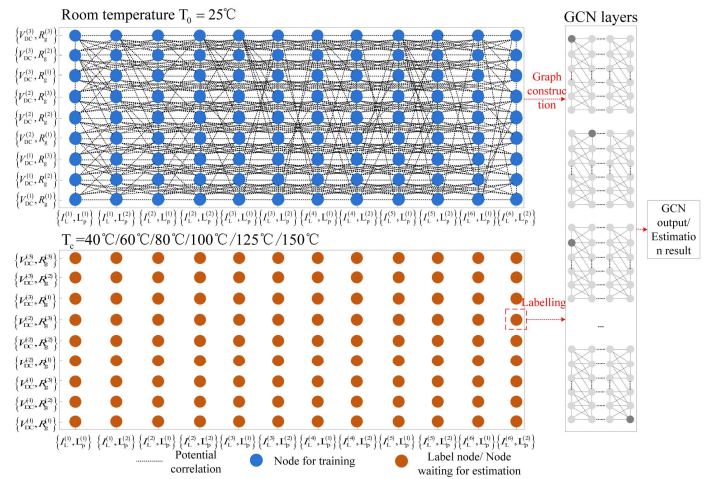 Room temperature T₀ = 25℃
GCN layers
{V_DC^(3), R_g^(3)}
{V_DC^(3), R_g^(2)}
{V_DC^(3), R_g^(1)}
{V_DC^(2), R_g^(3)}
{V_DC^(2), R_g^(2)}
{V_DC^(2), R_g^(1)}
{V_DC^(1), R_g^(3)}
{V_DC^(1), R_g^(2)}
{V_DC^(1), R_g^(1)}
Graph
construc
tion
{I_L^(1), L_p^(1)} {I_L^(1), L_p^(2)} {I_L^(2), L_p^(1)} {I_L^(2), L_p^(2)} {I_L^(3), L_p^(1)} {I_L^(3), L_p^(2)} {I_L^(4), L_p^(1)} {I_L^(4), L_p^(2)} {I_L^(5), L_p^(1)} {I_L^(5), L_p^(2)} {I_L^(6), L_p^(1)} {I_L^(6), L_p^(2)}
GCN
output/
Estimatio
n result
T_c =40℃/60℃/80℃/100℃/125℃/150℃
{V_DC^(3), R_g^(3)}
{V_DC^(3), R_g^(2)}
{V_DC^(3), R_g^(1)}
{V_DC^(2), R_g^(3)}
{V_DC^(2), R_g^(2)}
{V_DC^(2), R_g^(1)}
{V_DC^(1), R_g^(3)}
{V_DC^(1), R_g^(2)}
{V_DC^(1), R_g^(1)}
Labelling
...
{I_L^(1), L_p^(1)} {I_L^(1), L_p^(2)} {I_L^(2), L_p^(1)} {I_L^(2), L_p^(2)} {I_L^(3), L_p^(1)} {I_L^(3), L_p^(2)} {I_L^(4), L_p^(1)} {I_L^(4), L_p^(2)} {I_L^(5), L_p^(1)} {I_L^(5), L_p^(2)} {I_L^(6), L_p^(1)} {I_L^(6), L_p^(2)}
Potential
correlation
Node for training
Label node/ Node
waiting for estimation